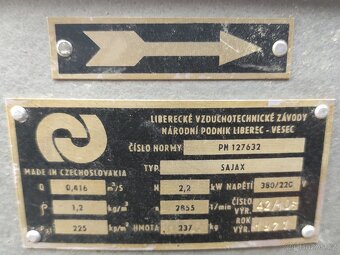 LIBERECKÉ VZDUCHOTECHNICKÉ ZÁVODY
NÁRODNÍ PODNIK LIBEREC - VESEC
ČÍSLO NORMY PN 127632
MADE IN CZECHOSLOVAKIA TYP SAJAX
Q 0,416 m³/S N 2,2 kW NAPĚTÍ 380/220 V
ρ 1,2 kg/m³ n 2855 1/min ČÍSLO VÝR.
225 kp/m² HMOTA 237 kg ROK VÝR.